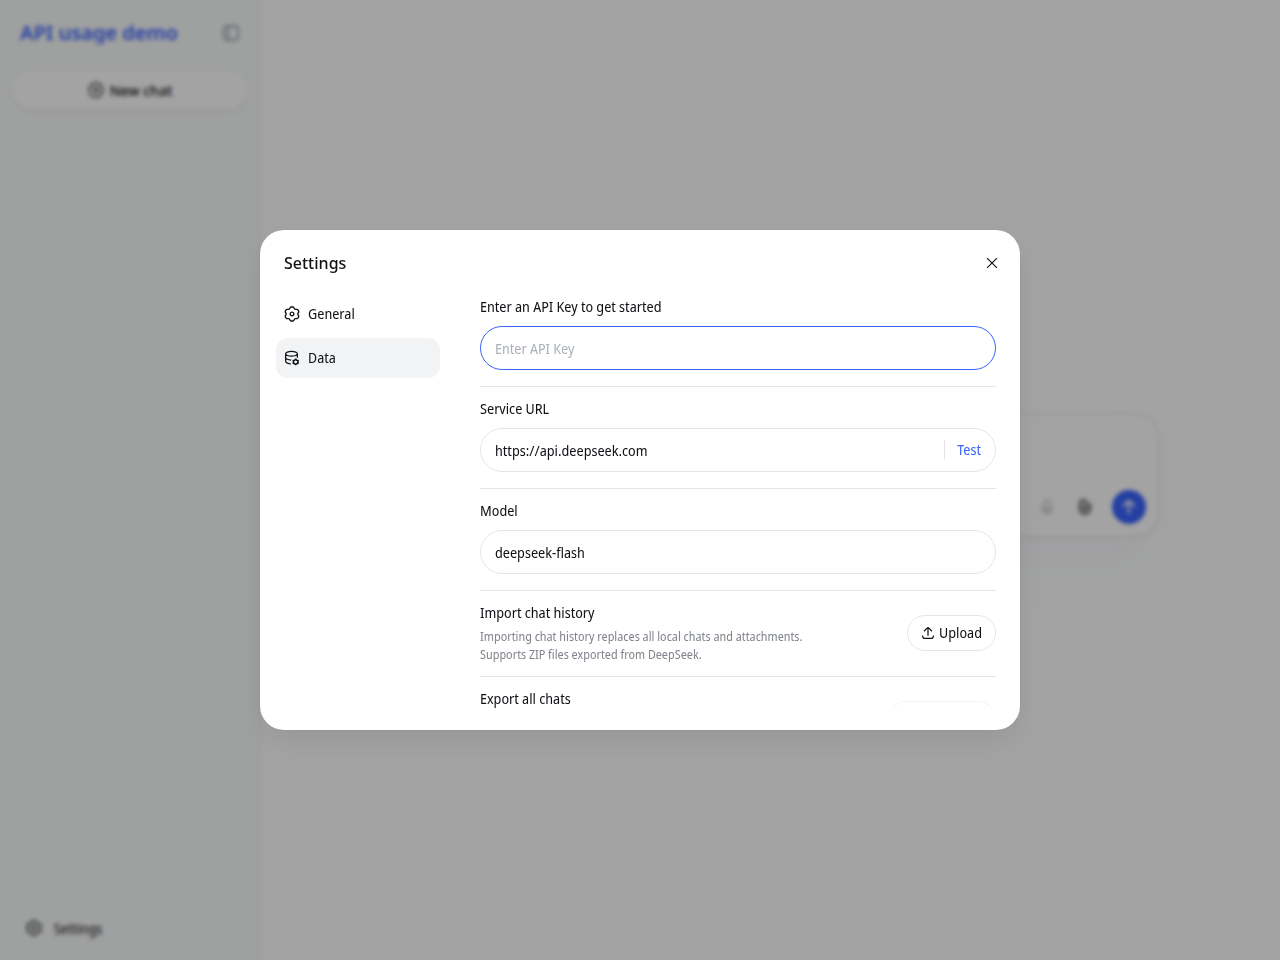 API usage demo
New chat
Settings
General
Data
Enter an API Key to get started
Enter API Key
Service URL
https://api.deepseek.com
Test
Model
deepseek-flash
Import chat history
Importing chat history replaces all local chats and attachments.
Supports ZIP files exported from DeepSeek.
Upload
Export all chats
Settings